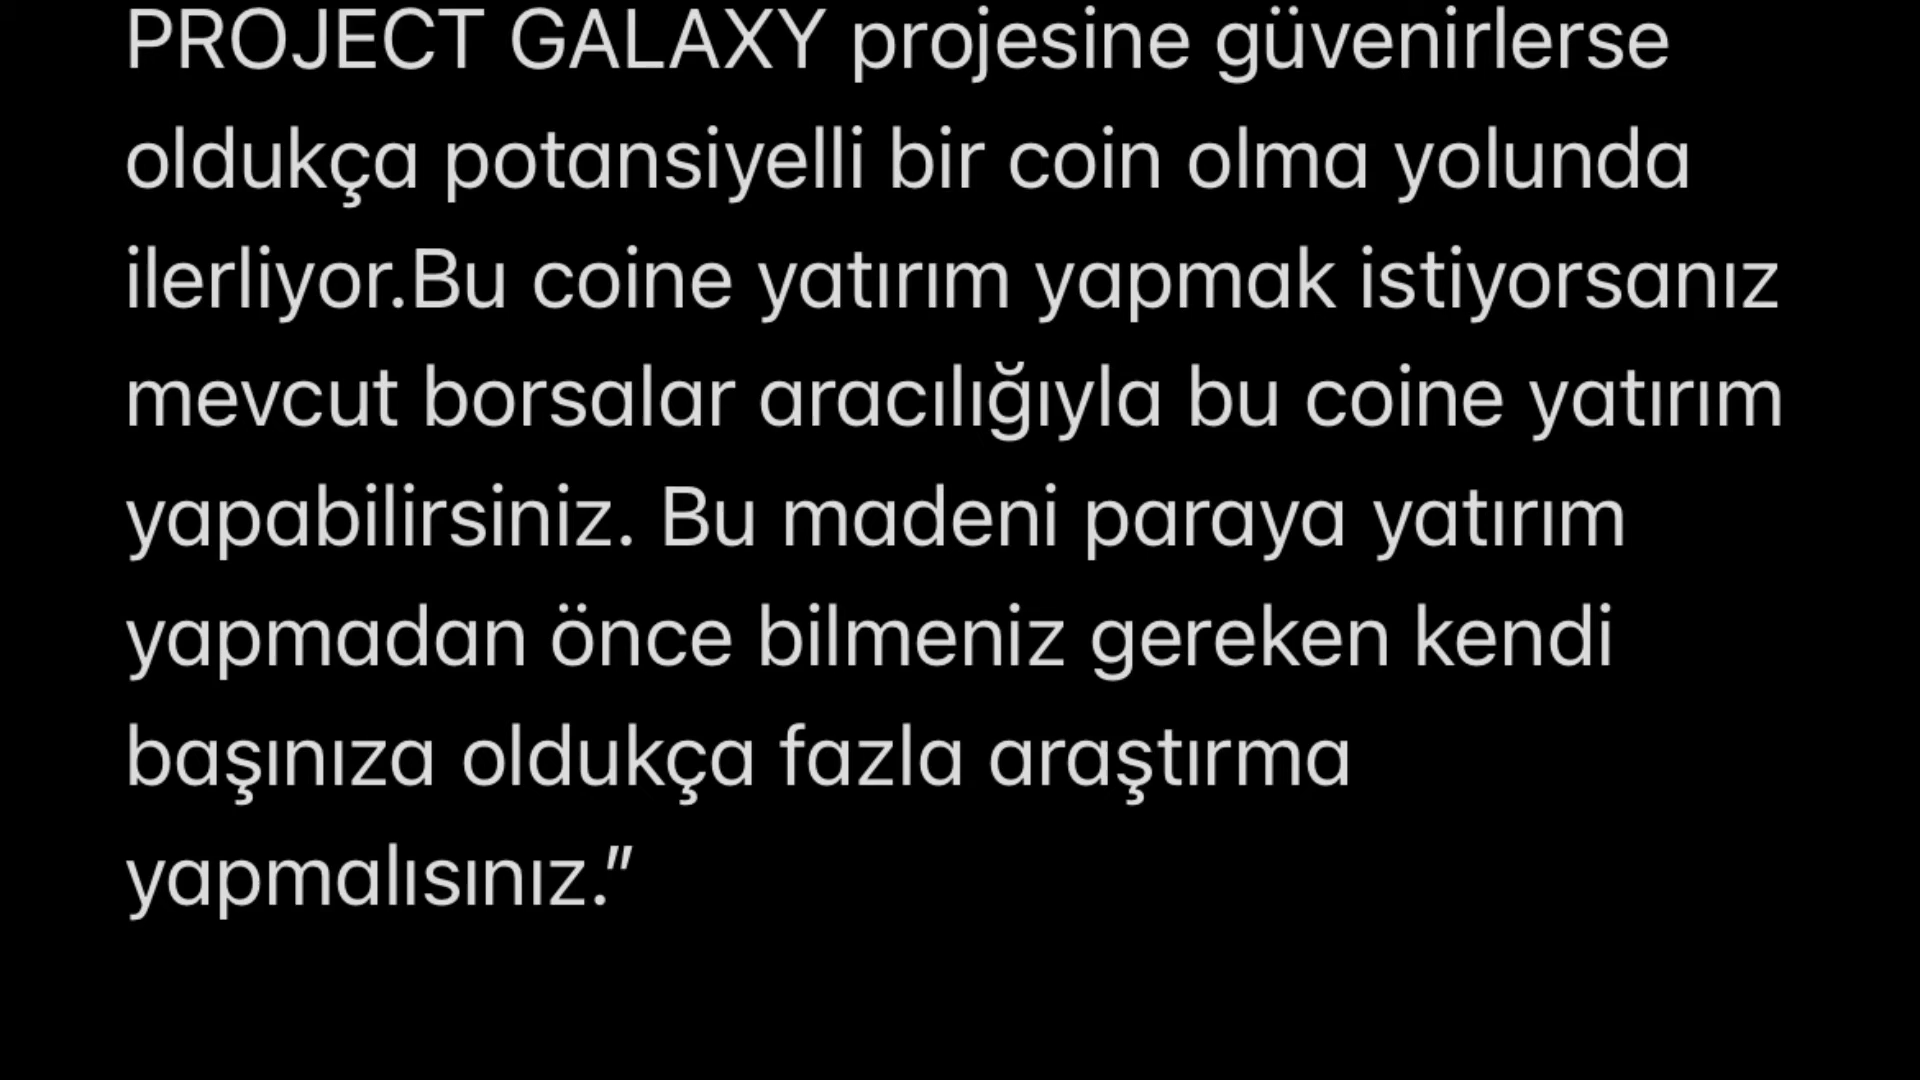 PROJECT GALAXY projesine güvenirlerse
oldukça potansiyelli bir coin olma yolunda
ilerliyor.Bu coine yatırım yapmak istiyorsanız
mevcut borsalar aracılığıyla bu coine yatırım
yapabilirsiniz. Bu madeni paraya yatırım
yapmadan önce bilmeniz gereken kendi
başınıza oldukça fazla araştırma
yapmalısınız.”